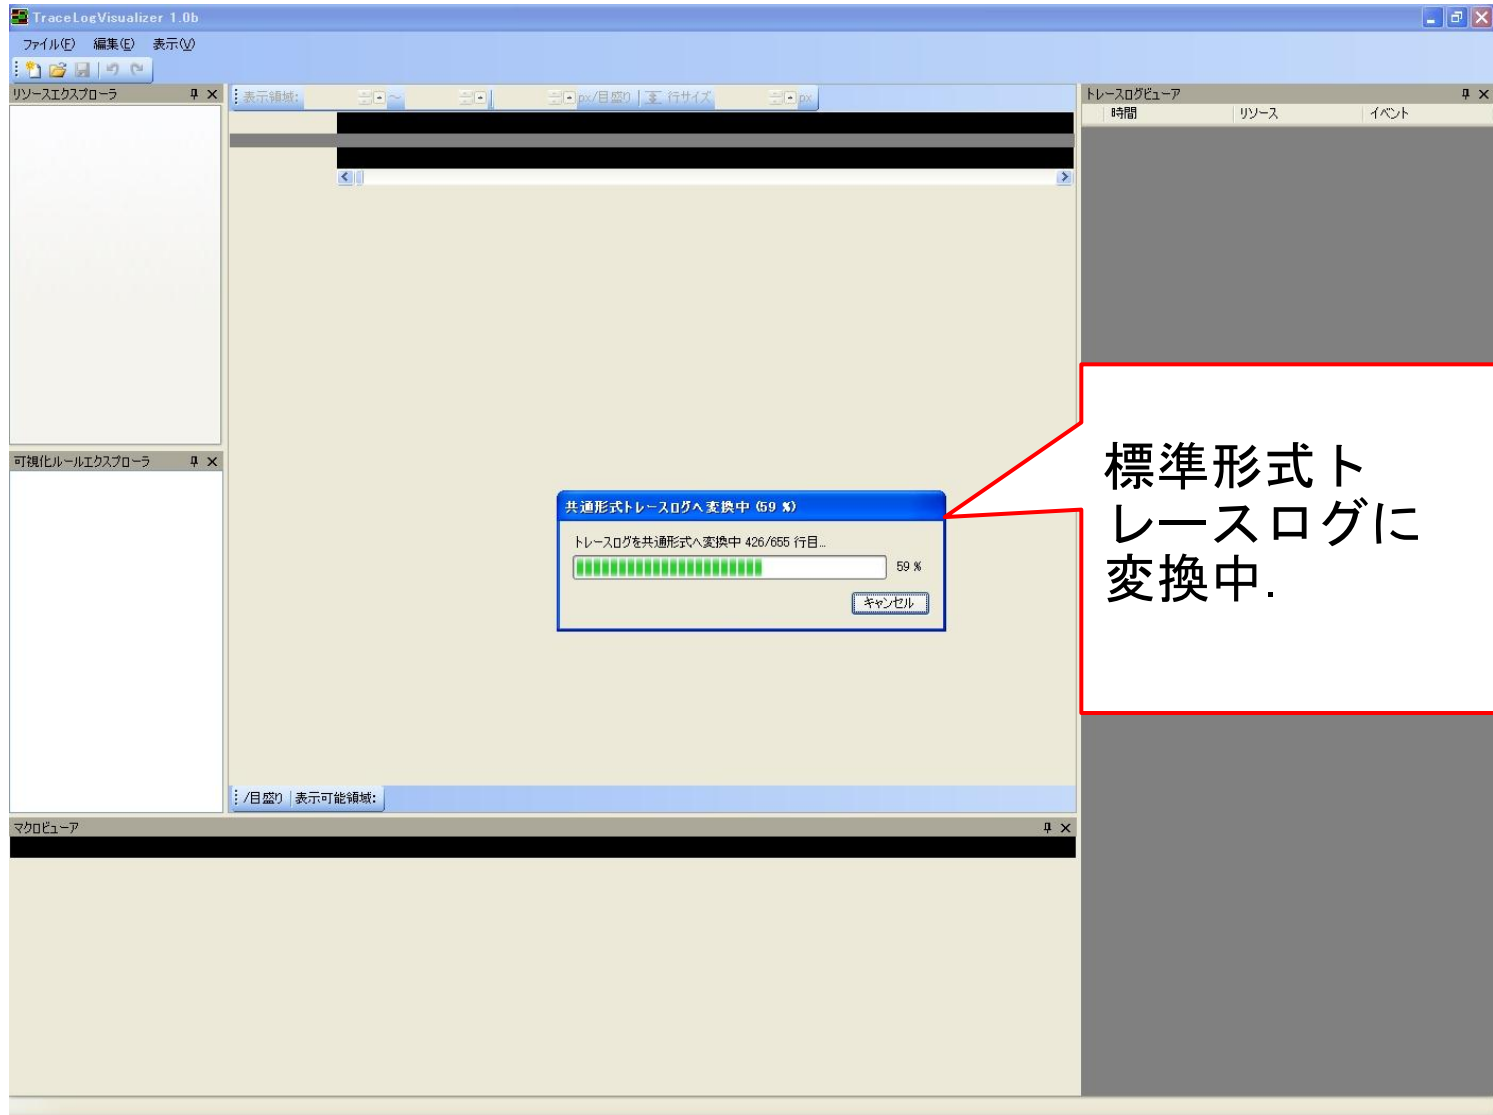 TraceLogVisualizer 1.0b
ファイル(F) 編集(E) 表示(V)
リソースエクスプローラ
表示領域: ～ px/目盛り 行サイズ px
トレースログビューア
時間 リソース イベント
標準形式ト
レースログに
変換中.
可視化ルールエクスプローラ
共通形式トレースログへ変換中 (59 %)
トレースログを共通形式へ変換中 426/655 行目...
59 %
キャンセル
/目盛り 表示可能領域:
マクロビューア